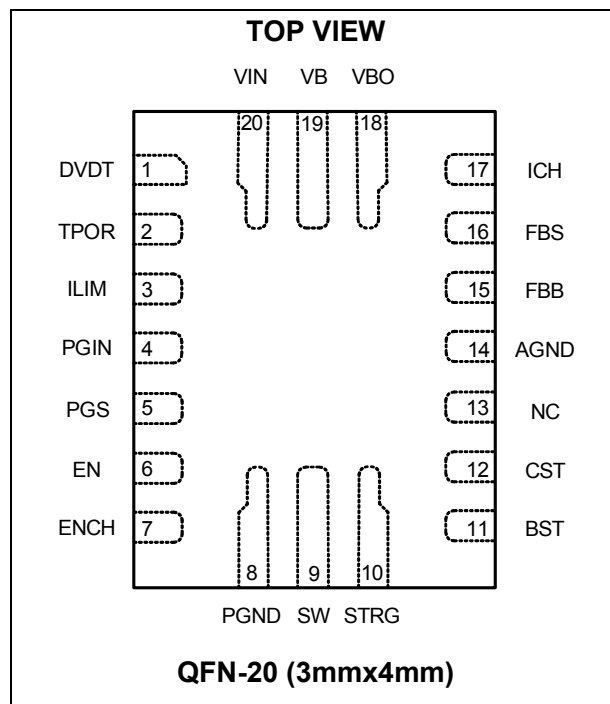 TOP VIEW
VIN VB VBO
20 19 18
DVDT 1 17 ICH
TPOR 2 16 FBS
ILIM 3 15 FBB
PGIN 4 14 AGND
PGS 5 13 NC
EN 6 12 CST
ENCH 7 11 BST
8 9 10
PGND SW STRG
QFN-20 (3mmx4mm)